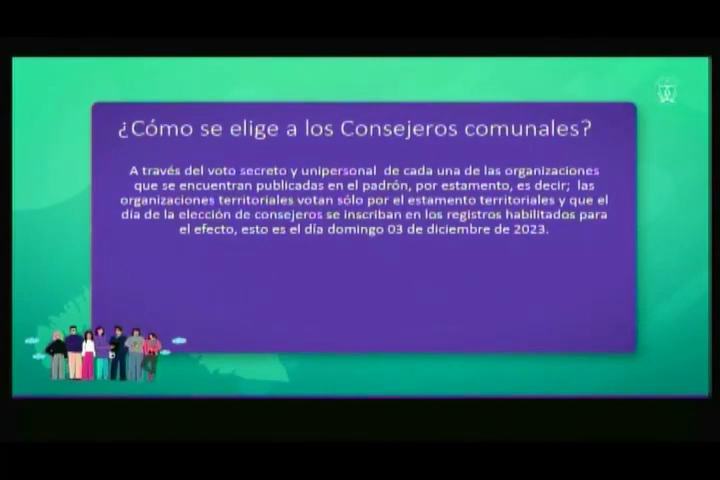 ¿Cómo se elige a los Consejeros comunales?
A través del voto secreto y unipersonal de cada una de las organizaciones
que se encuentran publicadas en el padrón, por estamento, es decir; las
organizaciones territoriales votan sólo por el estamento territoriales y que el
día de la elección de consejeros se inscriban en los registros habilitados para
el efecto, esto es el día domingo 03 de diciembre de 2023.